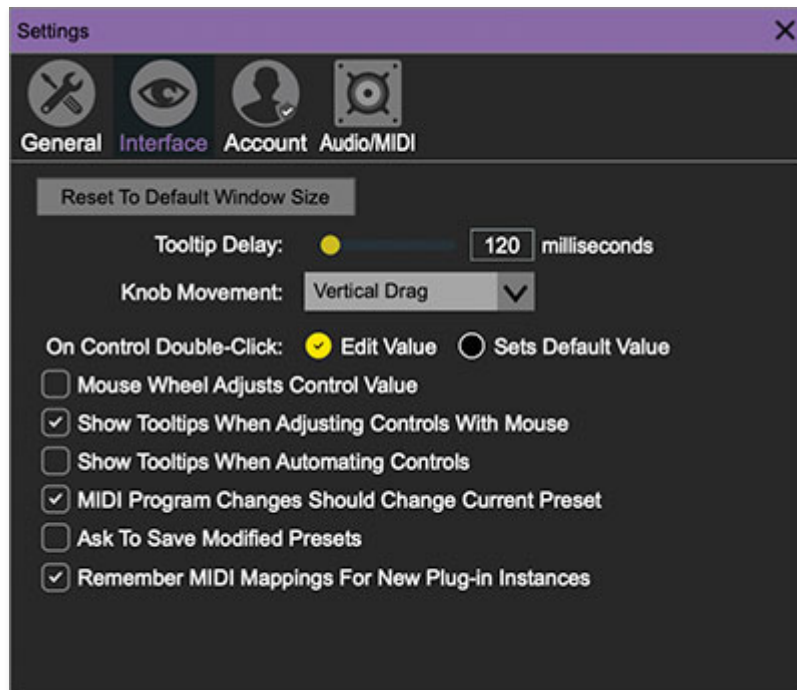 Settings
General Interface Account Audio/MIDI
Reset To Default Window Size
Tooltip Delay: 120 milliseconds
Knob Movement: Vertical Drag
On Control Double-Click: Edit Value Sets Default Value
Mouse Wheel Adjusts Control Value
Show Tooltips When Adjusting Controls With Mouse
Show Tooltips When Automating Controls
MIDI Program Changes Should Change Current Preset
Ask To Save Modified Presets
Remember MIDI Mappings For New Plug-in Instances